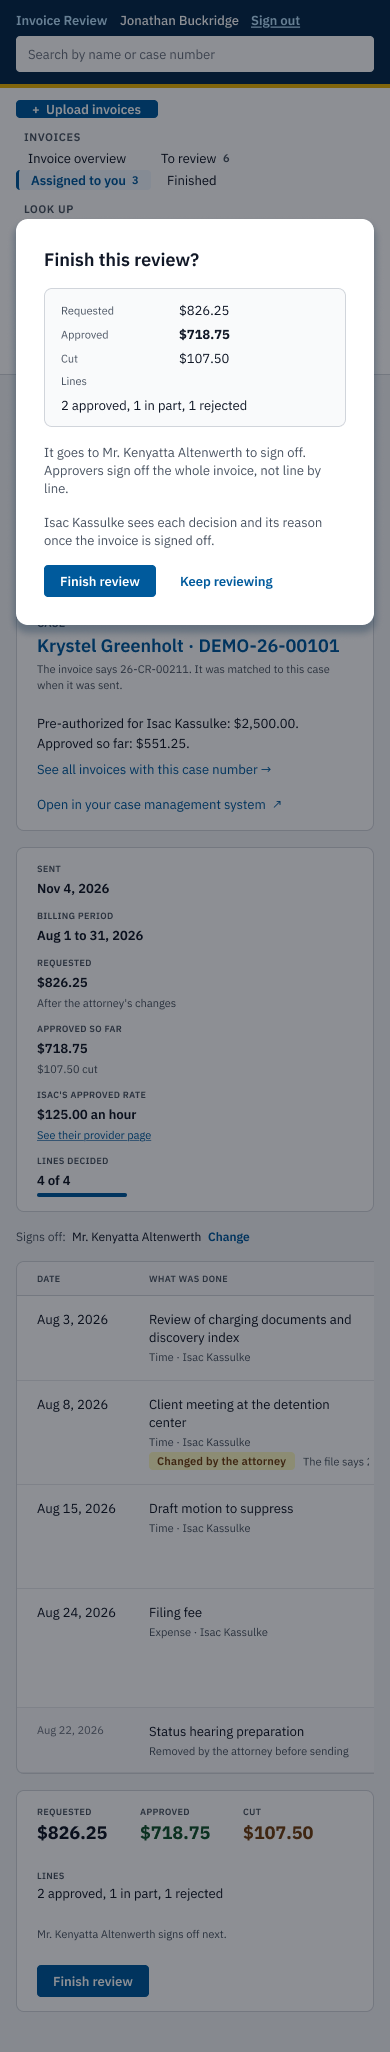 Invoice Review Jonathan Buckridge Sign out
Search by name or case number
+ Upload invoices
INVOICES
Invoice overview To review 6
Assigned to you 3 Finished
LOOK UP
Finish this review?
Requested $826.25
Approved $718.75
Cut $107.50
Lines
2 approved, 1 in part, 1 rejected
It goes to Mr. Kenyatta Altenwerth to sign off.
Approvers sign off the whole invoice, not line by
line.
Isac Kassulke sees each decision and its reason
once the invoice is signed off.
Finish review Keep reviewing
Krystel Greenholt · DEMO-26-00101
The invoice says 26-CR-00211. It was matched to this case
when it was sent.
Pre-authorized for Isac Kassulke: $2,500.00.
Approved so far: $551.25.
See all invoices with this case number →
Open in your case management system ↗
SENT
Nov 4, 2026
BILLING PERIOD
Aug 1 to 31, 2026
REQUESTED
$826.25
After the attorney's changes
APPROVED SO FAR
$718.75
$107.50 cut
ISAC'S APPROVED RATE
$125.00 an hour
See their provider page
LINES DECIDED
4 of 4
Signs off: Mr. Kenyatta Altenwerth Change
DATE WHAT WAS DONE
Aug 3, 2026 Review of charging documents and
discovery index
Time · Isac Kassulke
Aug 8, 2026 Client meeting at the detention
center
Time · Isac Kassulke
Changed by the attorney The file says
Aug 15, 2026 Draft motion to suppress
Time · Isac Kassulke
Aug 24, 2026 Filing fee
Expense · Isac Kassulke
Aug 22, 2026 Status hearing preparation
Removed by the attorney before sending
REQUESTED APPROVED CUT
$826.25 $718.75 $107.50
LINES
2 approved, 1 in part, 1 rejected
Mr. Kenyatta Altenwerth signs off next.
Finish review